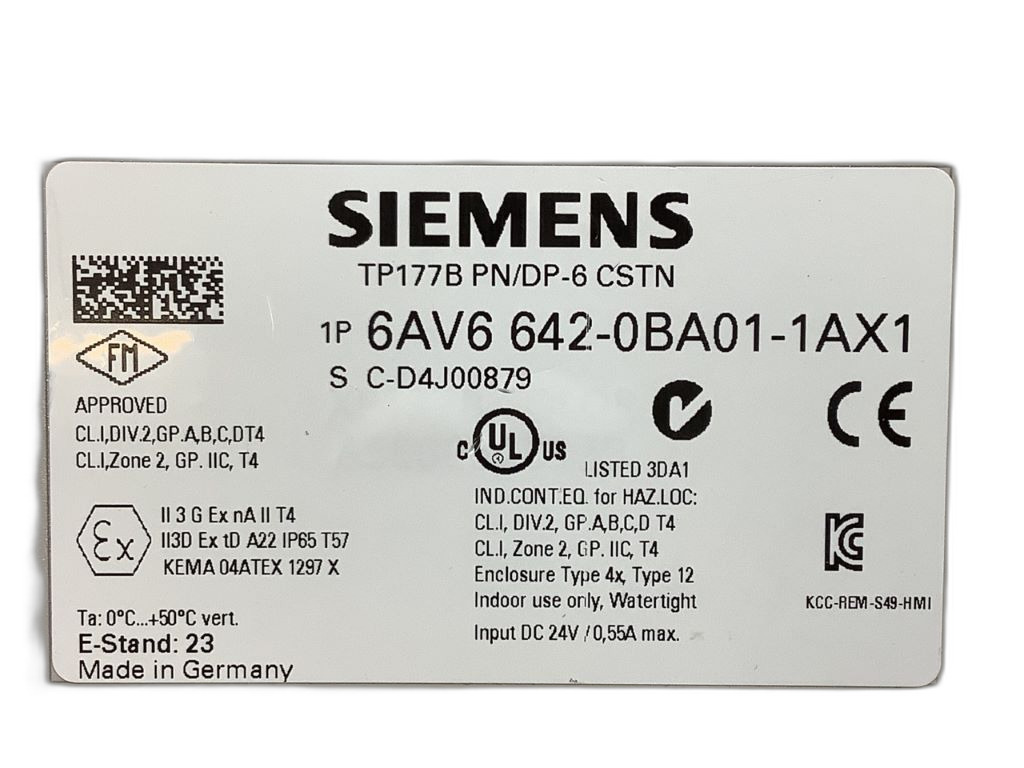 SIEMENS
TP177B PN/DP-6 CSTN
1P 6AV6 642-0BA01-1AX1
S C-D4J00879
FM
APPROVED
CL.I,DIV.2,GP.A,B,C,DT4
CL.I,Zone 2, GP. IIC, T4
Ex
II 3 G Ex nA II T4
II3D Ex tD A22 IP65 T57
KEMA 04ATEX 1297 X
Ta: 0°C...+50°C vert.
E-Stand: 23
Made in Germany
C UL US
LISTED 3DA1
IND.CONT.EQ. for HAZ.LOC:
CL.I, DIV.2, GP.A,B,C,D T4
CL.I, Zone 2, GP. IIC, T4
Enclosure Type 4x, Type 12
Indoor use only, Watertight
Input DC 24V / 0,55A max.
CE
KC
KCC-REM-S49-HMI